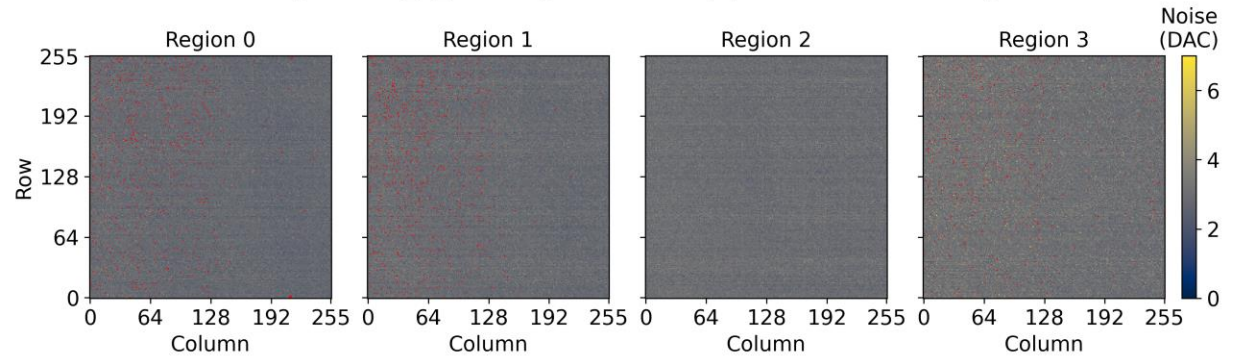 Noise
(DAC)
Region 0 Region 1 Region 2 Region 3
255
192
128
64
0
Row
6
4
2
0
0 64 128 192 255 0 64 128 192 255 0 64 128 192 255 0 64 128 192 255
Column Column Column Column